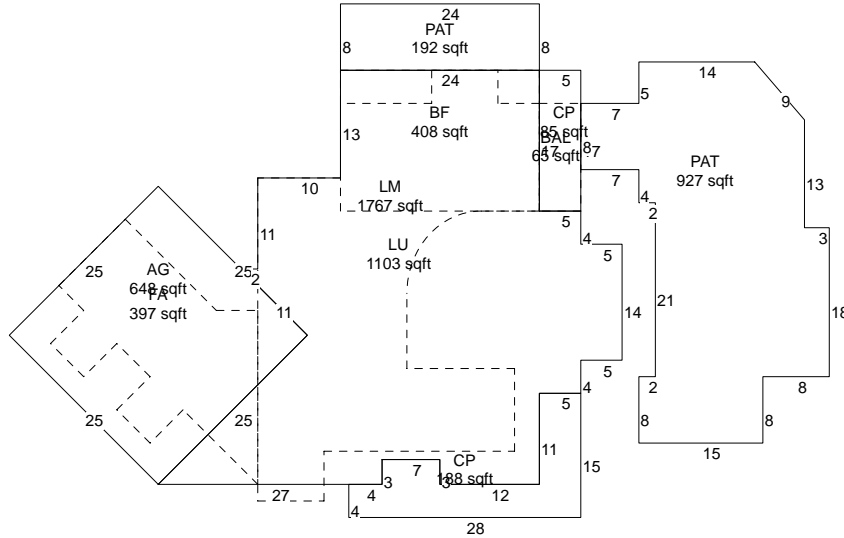 24
PAT
8
192 sqft
8
14
24
5
5
9
BF
CP
7
13
408 sqft
85 sqft
BAL
17
8
7
65 sqft
PAT
927 sqft
10
LM
7
13
1767 sqft
4
2
5
11
LU
4
3
1103 sqft
5
AG
25
25
2
648 sqft
FA
397 sqft
11
14
21
18
5
4
2
8
5
25
25
8
8
11
15
15
CP
7
188 sqft
3
3
27
4
12
4
28